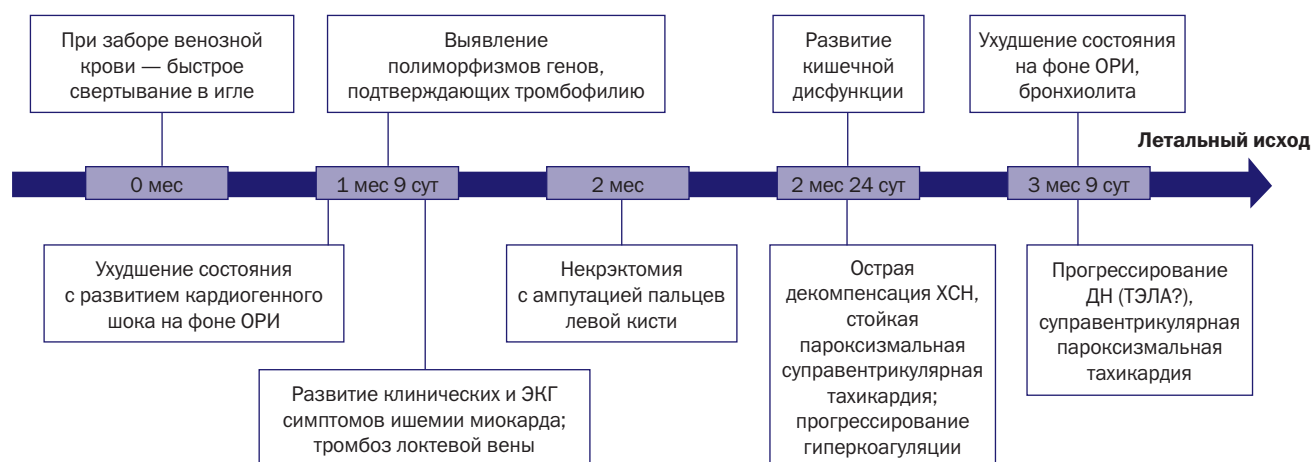 При заборе венозной
крови — быстрое
свертывание в игле
Выявление
полиморфизмов генов,
подтверждающих тромбофилию
Развитие
кишечной
дисфункции
Ухудшение состояния
на фоне ОРИ,
бронхиолита
Летальный исход
0 мес
1 мес 9 сут
2 мес
2 мес 24 сут
3 мес 9 сут
Ухудшение состояния
с развитием кардиогенного
шока на фоне ОРИ
Развитие клинических и ЭКГ
симптомов ишемии миокарда;
тромбоз локтевой вены
Некрэктомия
с ампутацией пальцев
левой кисти
Острая
декомпенсация ХСН,
стойкая
пароксизмальная
суправентрикулярная
тахикардия;
прогрессирование
гиперкоагуляции
Прогрессирование
ДН (ТЭЛА?),
суправентрикулярная
пароксизмальная
тахикардия